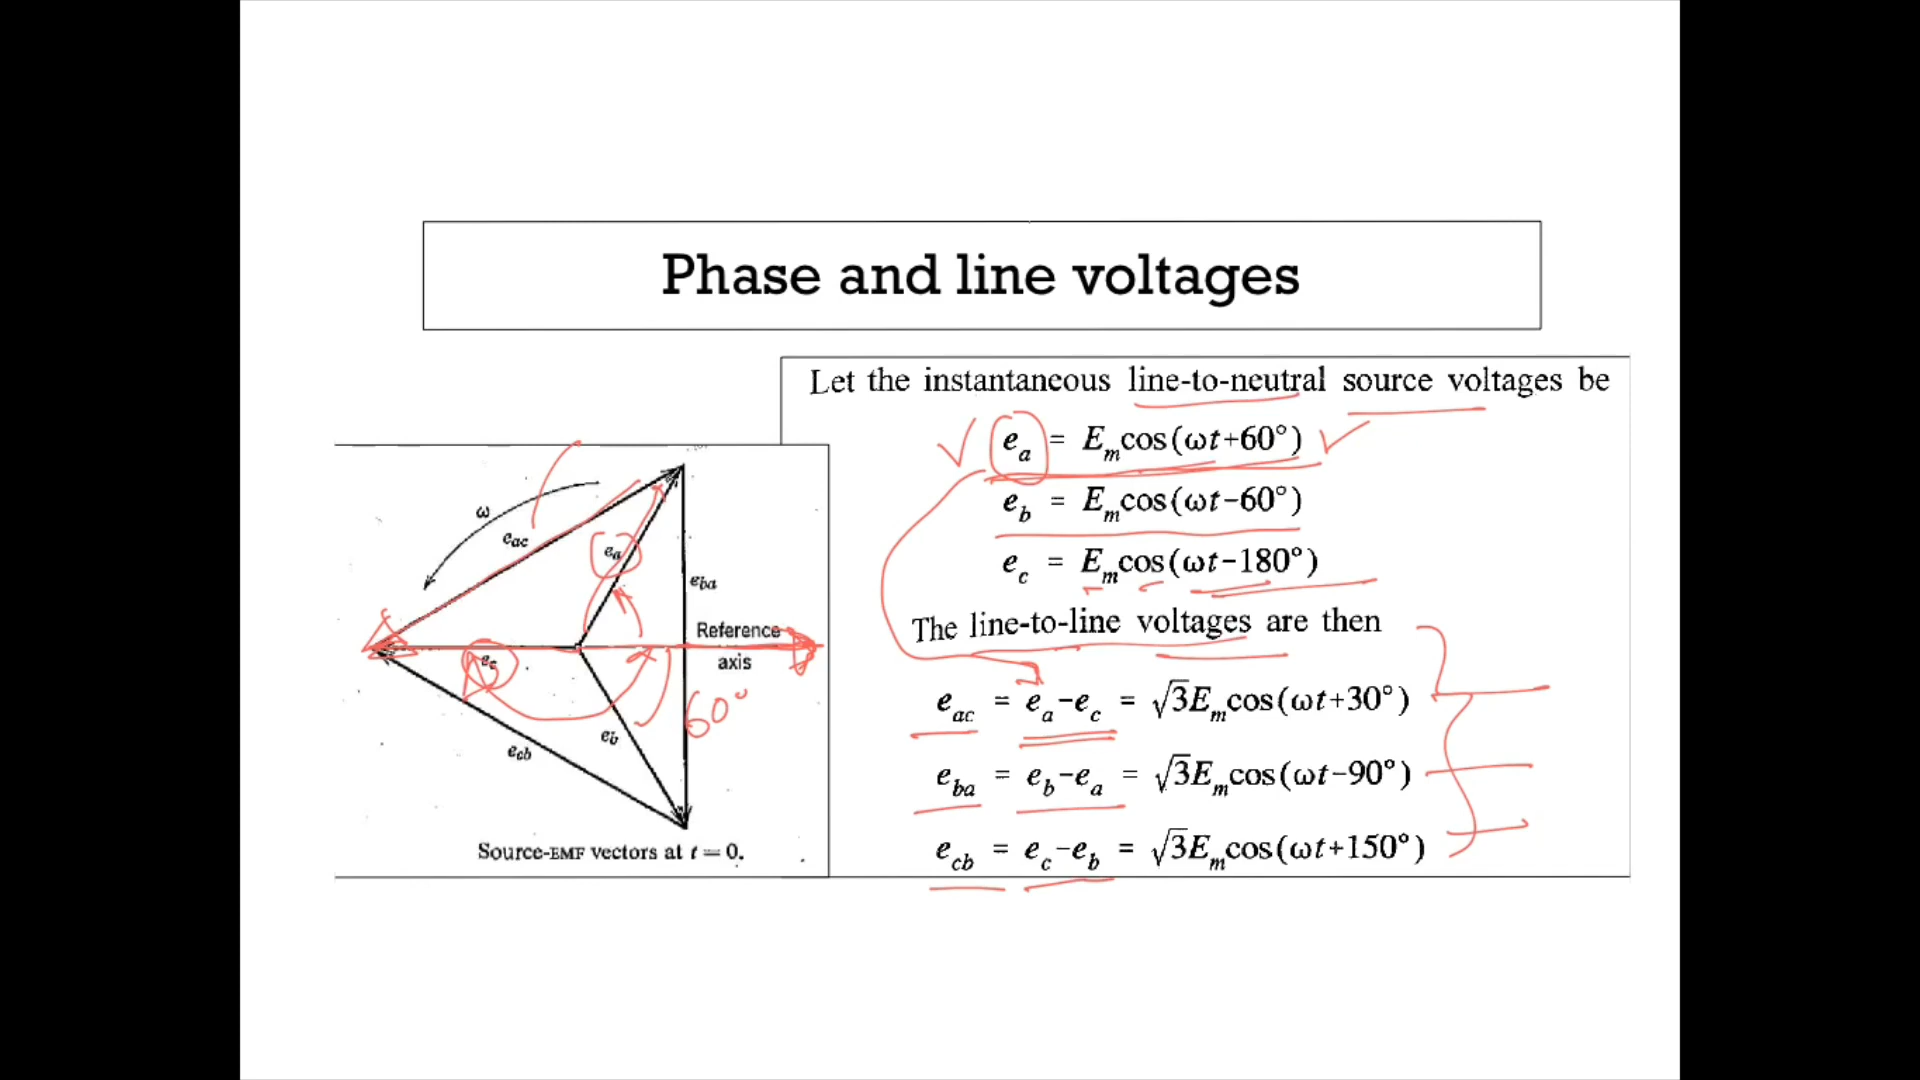 Phase and line voltages
Let the instantaneous line-to-neutral source voltages be
e_a = E_m cos(ωt+60°)
e_b = E_m cos(ωt−60°)
e_c = E_m cos(ωt−180°)
The line-to-line voltages are then
e_ac = e_a−e_c = √3E_m cos(ωt+30°)
e_ba = e_b−e_a = √3E_m cos(ωt−90°)
e_cb = e_c−e_b = √3E_m cos(ωt+150°)
ω
e_ac
e_a
e_ba
Reference
axis
e_c
60°
e_b
e_cb
Source-EMF vectors at t = 0.